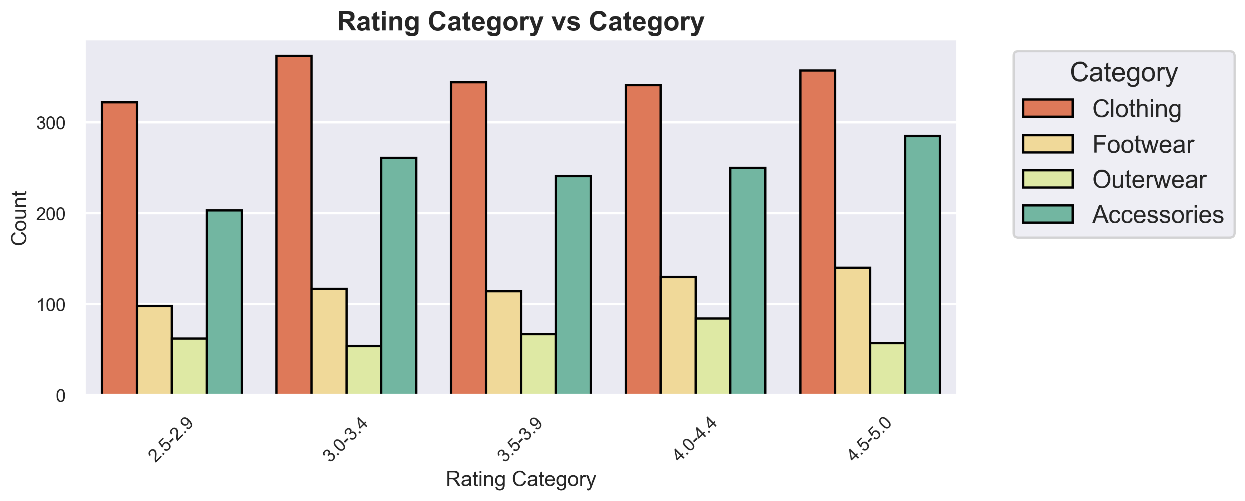 Rating Category vs Category
Count
300
200
100
0
2.5-2.9
3.0-3.4
3.5-3.9
4.0-4.4
4.5-5.0
Rating Category
Category
Clothing
Footwear
Outerwear
Accessories